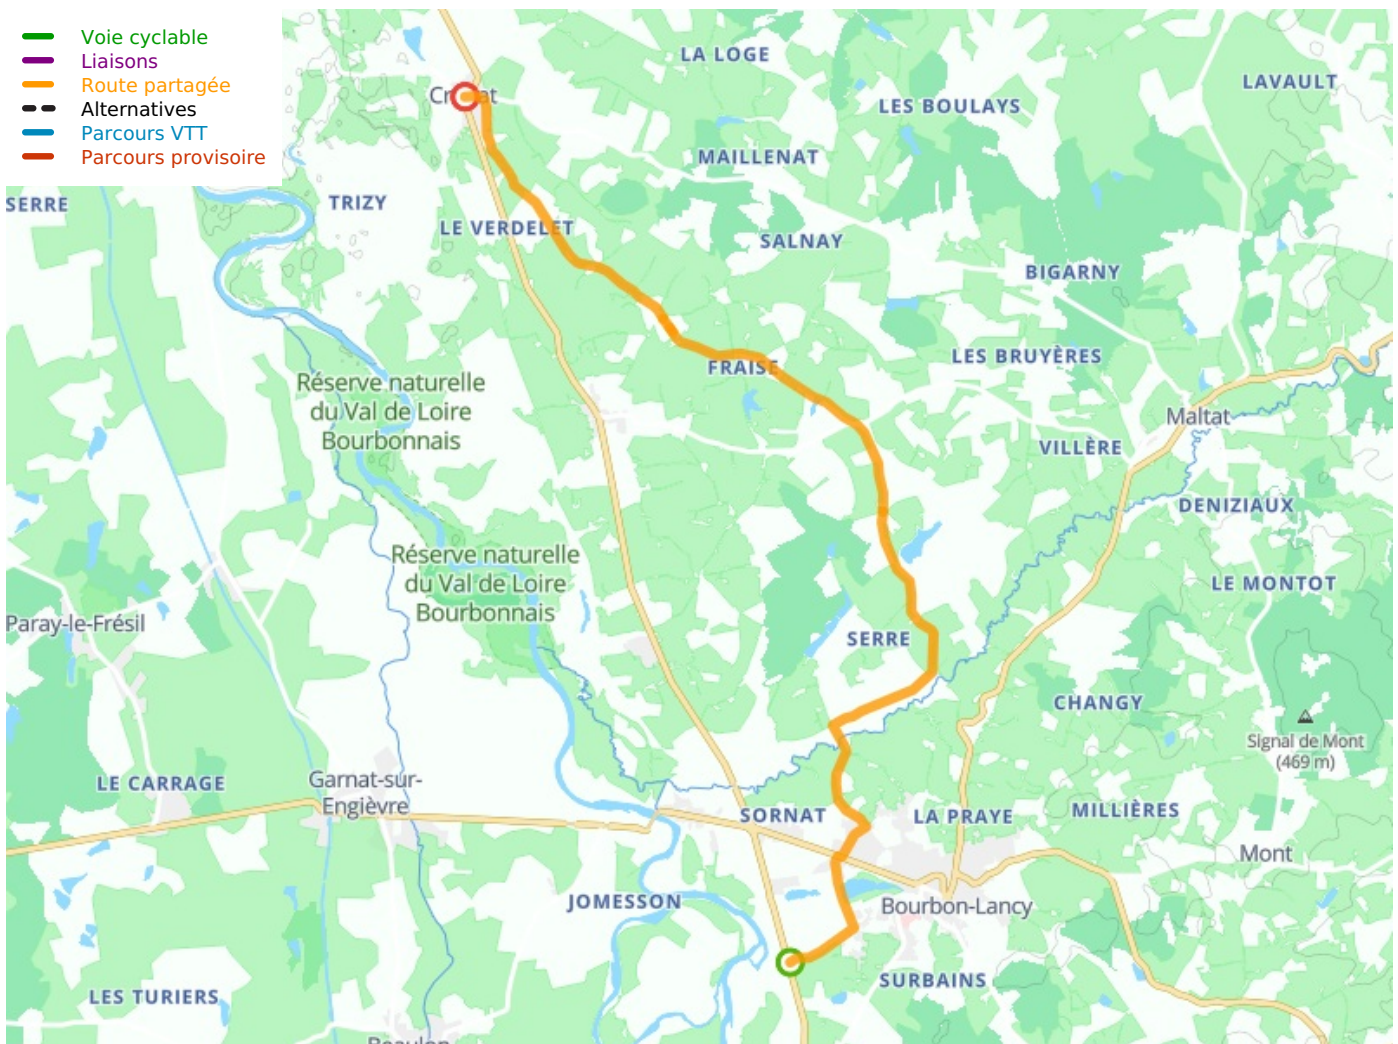 Voie cyclable
Liaisons
Route partagée
Alternatives
Parcours VTT
Parcours provisoire
LA LOGE
LAVAULT
LES BOULAYS
MAILLENAT
SERRE
TRIZY
LE VERDELET
SALNAY
BIGARNY
LES BRUYÈRES
FRAISE
Réserve naturelle
du Val de Loire
Bourbonnais
Maltat
VILLÈRE
DENIZIAUX
Réserve naturelle
du Val de Loire
Bourbonnais
LE MONTOT
Paray-le-Frésil
SERRE
CHANGY
Signal de Mont
(469 m)
LE CARRAGE
Garnat-sur-
Engièvre
SORNAT
LA PRAYE
MILLIÈRES
Mont
JOMESSON
Bourbon-Lancy
SURBAINS
LES TURIERS